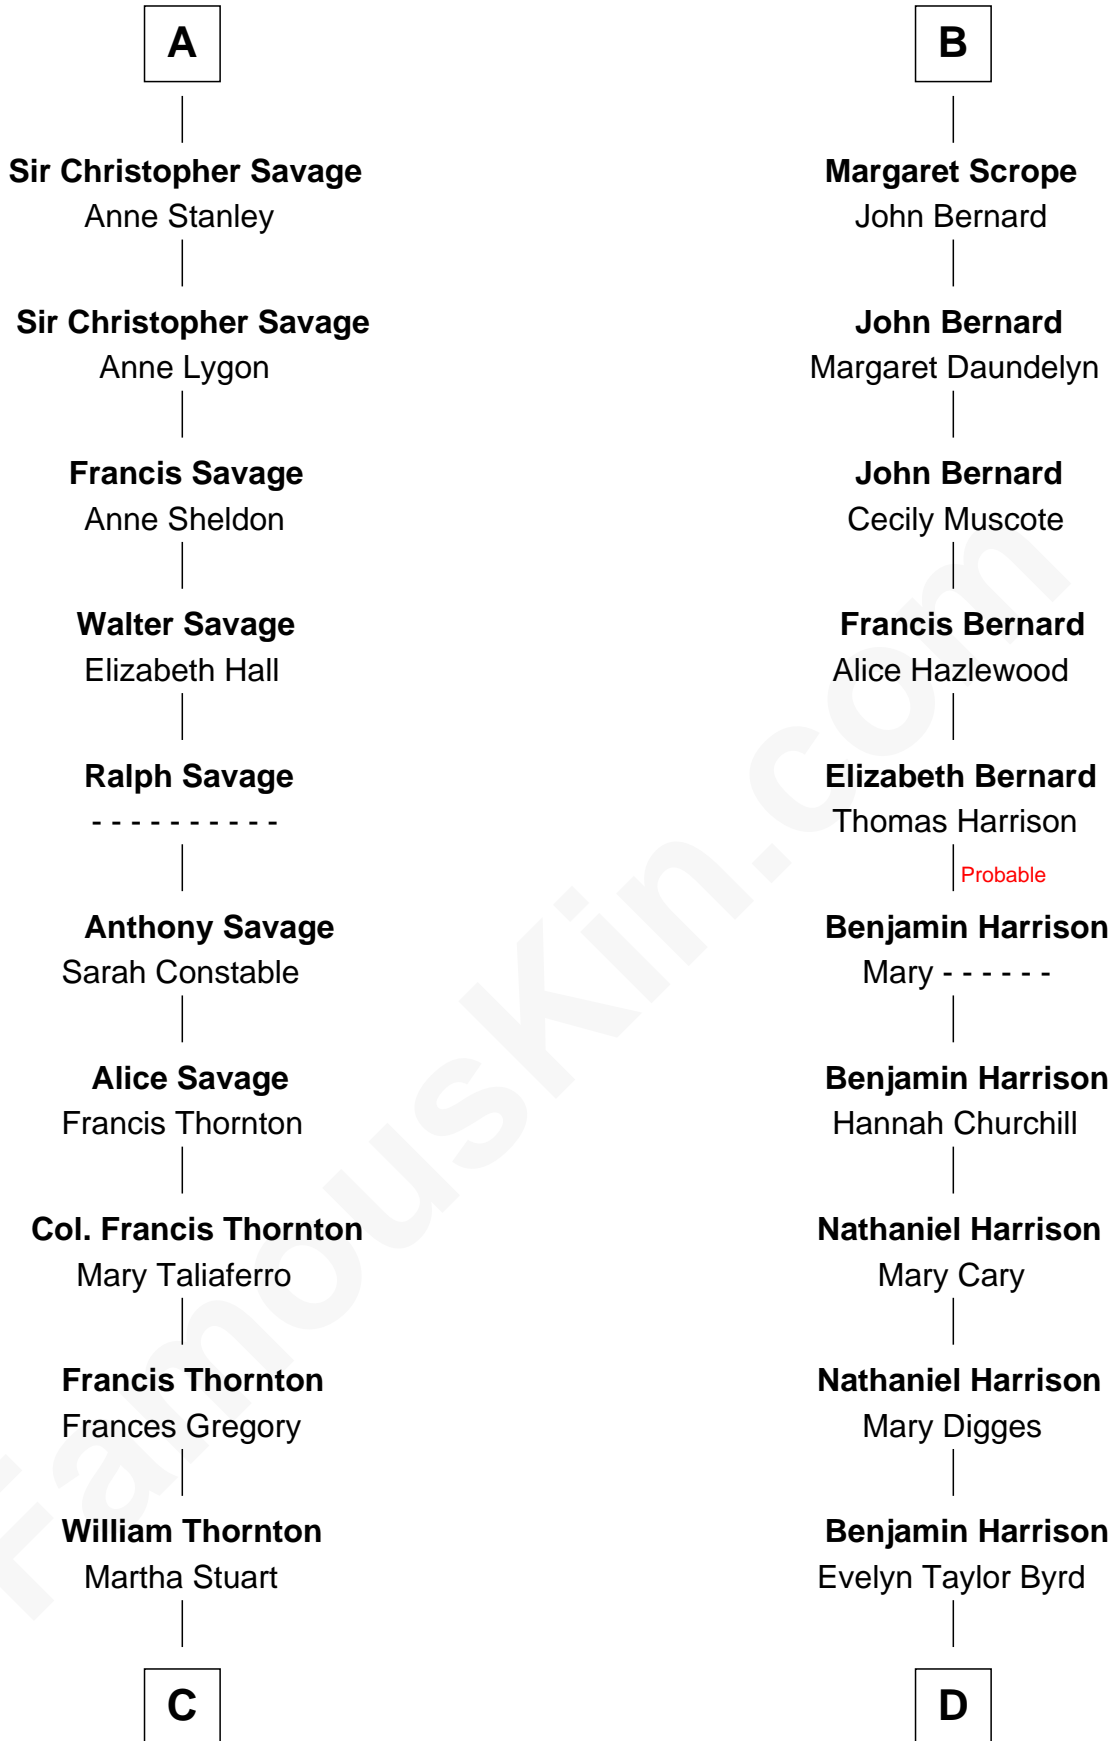 A
Sir Christopher Savage
Anne Stanley
Sir Christopher Savage
Anne Lygon
Francis Savage
Anne Sheldon
Walter Savage
Elizabeth Hall
Ralph Savage
- - - - - - - - - -
Anthony Savage
Sarah Constable
Alice Savage
Francis Thornton
Col. Francis Thornton
Mary Taliaferro
Francis Thornton
Frances Gregory
William Thornton
Martha Stuart
C
B
Margaret Scrope
John Bernard
John Bernard
Margaret Daundelyn
John Bernard
Cecily Muscote
Francis Bernard
Alice Hazlewood
Elizabeth Bernard
Thomas Harrison
Probable
Benjamin Harrison
Mary - - - - - -
Benjamin Harrison
Hannah Churchill
Nathaniel Harrison
Mary Cary
Nathaniel Harrison
Mary Digges
Benjamin Harrison
Evelyn Taylor Byrd
D
FamousKin.com